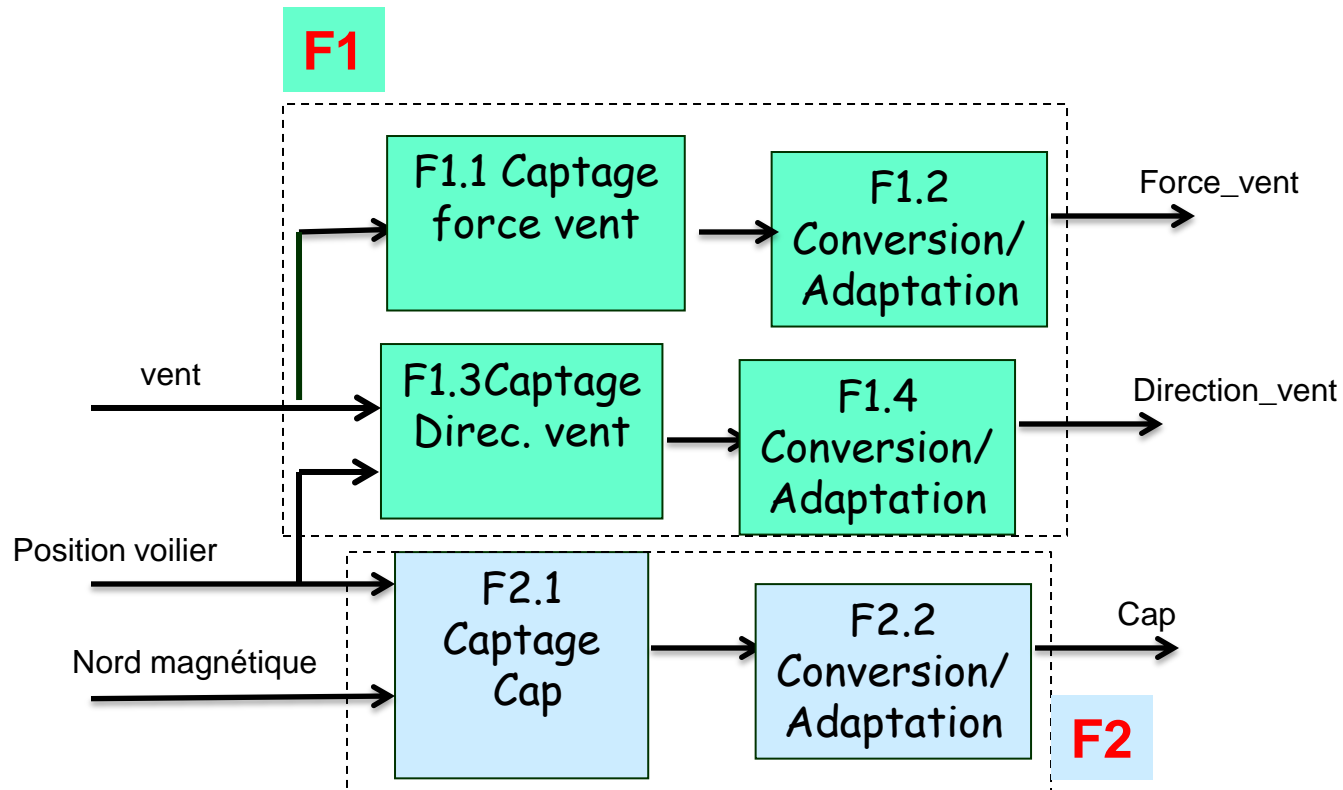 F1
F1.1 Captage
force vent
F1.2
Conversion/
Adaptation
Force_vent
vent
F1.3Captage
Direc. vent
F1.4
Conversion/
Adaptation
Direction_vent
Position voilier
Nord magnétique
F2.1
Captage
Cap
F2.2
Conversion/
Adaptation
Cap
F2